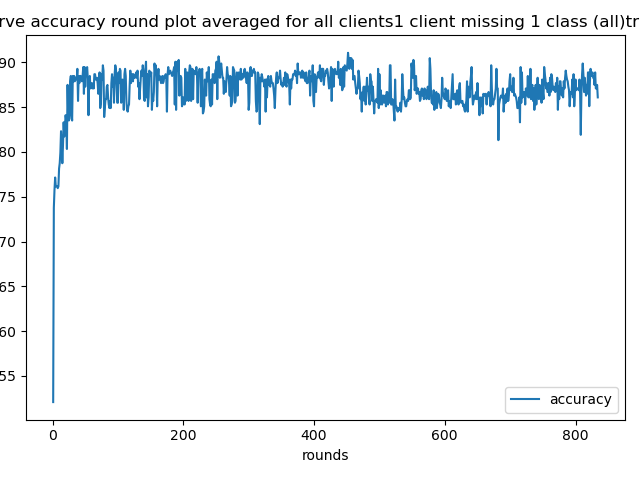 rve accuracy round plot averaged for all clients1 client missing 1 class (all)tr
90
85
80
75
70
65
60
55
0 200 400 600 800
rounds
accuracy